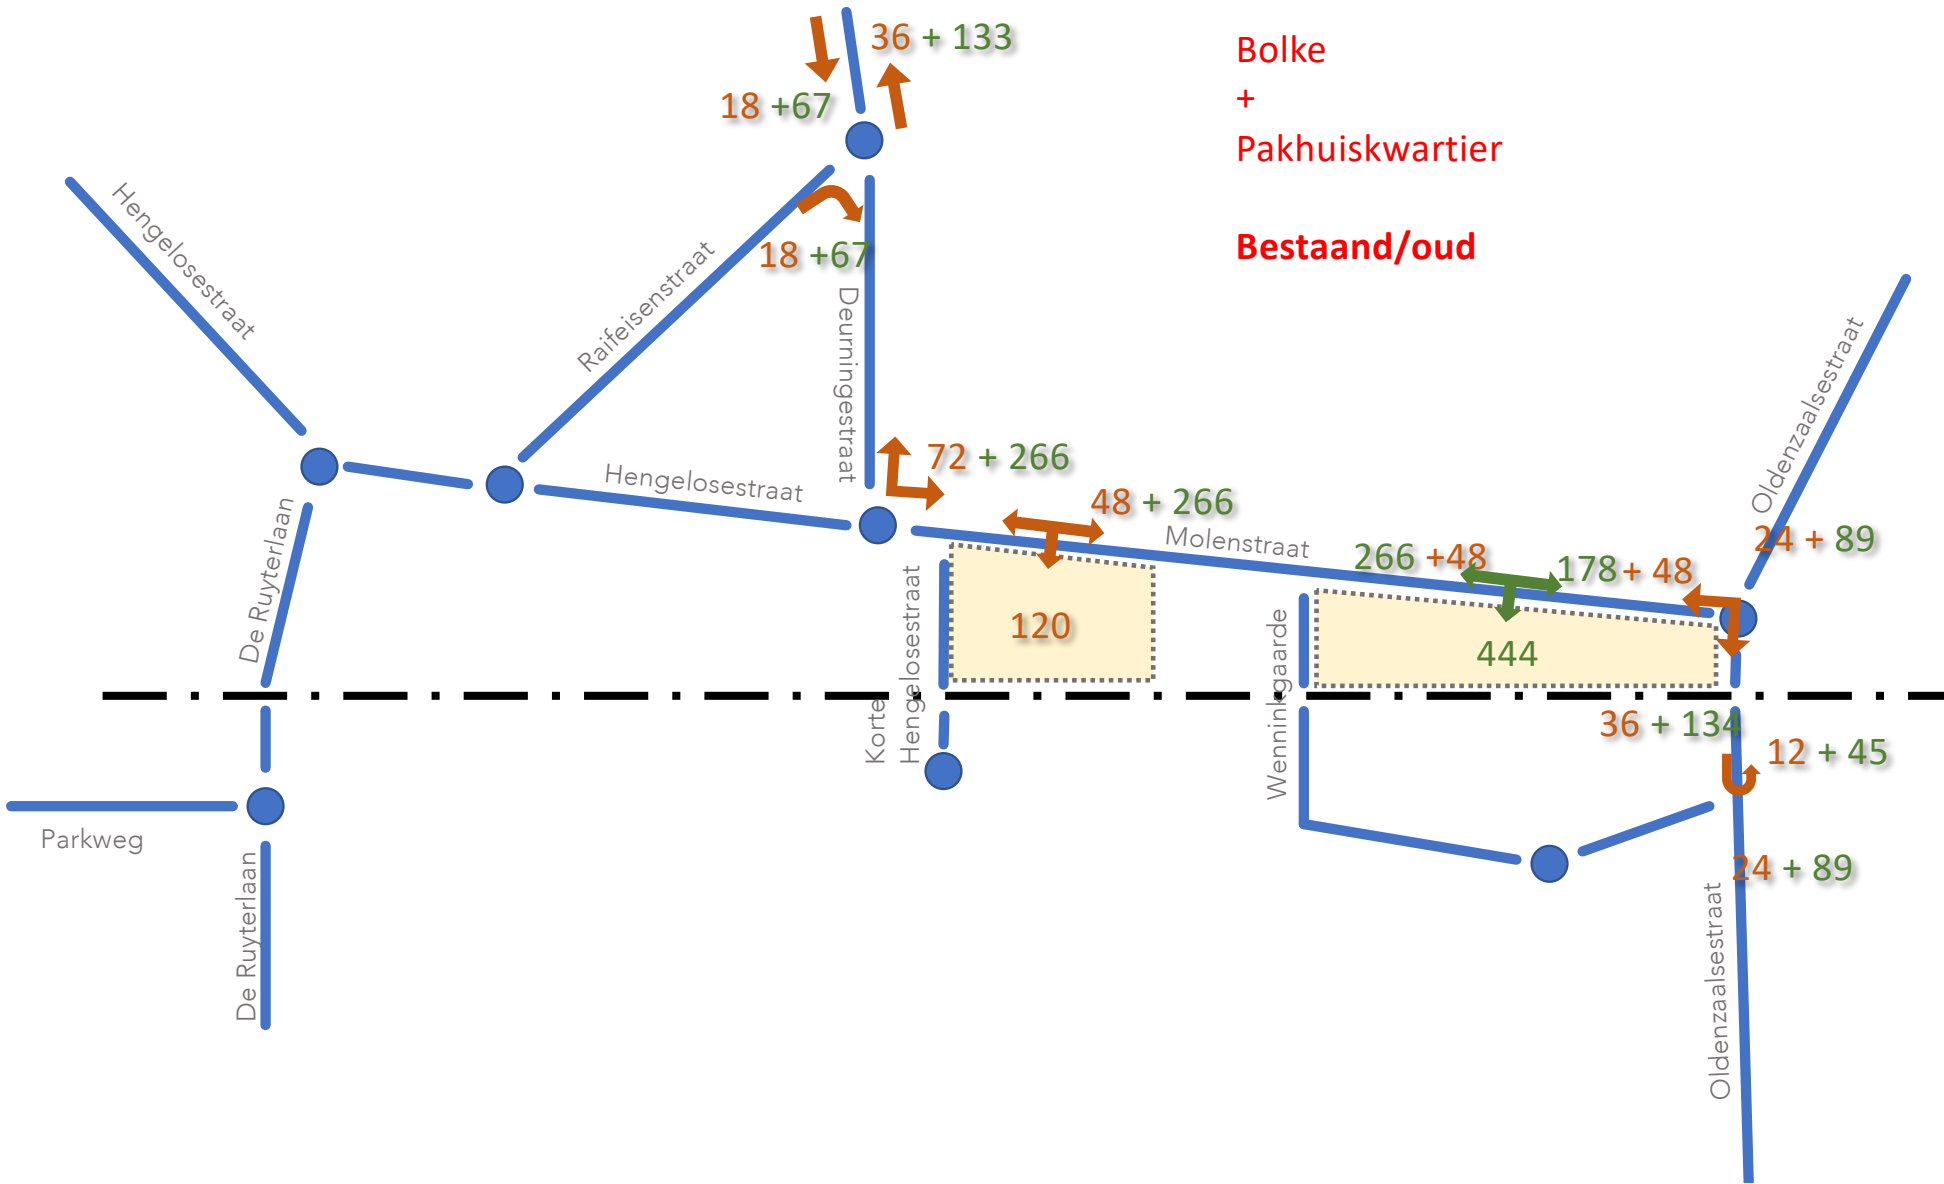 36 + 133
18 +67
Bolke
+
Pakhuiskwartier
Bestaand/oud
18 +67
Hengelosestraat
Raifeisenstraat
Deurningestraat
Oldenzaalsestraat
72 + 266
Hengelosestraat
48 + 266
Molenstraat
266 +48
178+ 48
24 + 89
De Ruyterlaan
120
444
Korte
Hengelosestraat
Wenninkgaarde
36 + 134
12 + 45
Parkweg
24 + 89
De Ruyterlaan
Oldenzaalsestraat